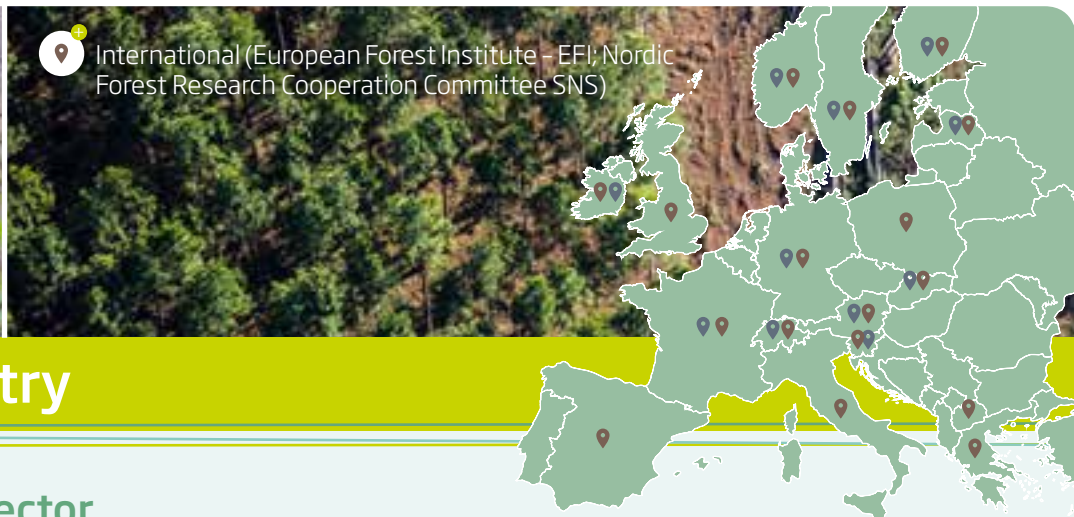 International (European Forest Institute – EFI; Nordic
Forest Research Cooperation Committee SNS)
try
ector